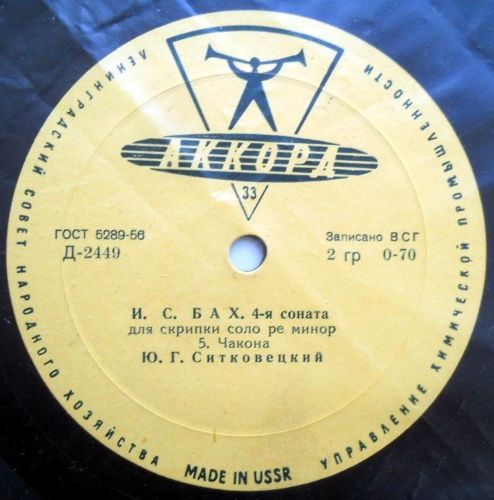 ЛЕНИНГРАДСКИЙ СОВЕТ НАРОДНОГО ХОЗЯЙСТВА
УПРАВЛЕНИЕ ХИМИЧЕСКОЙ ПРОМЫШЛЕННОСТИ
АККОРД
33
ГОСТ 5289-56
Записано ВСГ
Д-2449
2 гр 0-70
И. С. БАХ. 4-я соната
для скрипки соло ре минор
5. Чакона
Ю. Г. Ситковецкий
MADE IN USSR